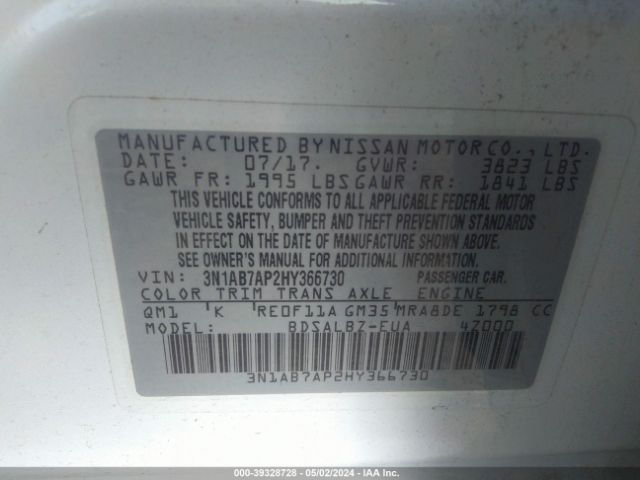 MANUFACTURED BY NISSAN MOTOR CO., LTD.
DATE: 07/17. GVWR: 3823 LBS
GAWR FR: 1995 LBS GAWR RR: 1841 LBS
THIS VEHICLE CONFORMS TO ALL APPLICABLE FEDERAL MOTOR
VEHICLE SAFETY, BUMPER AND THEFT PREVENTION STANDARDS
IN EFFECT ON THE DATE OF MANUFACTURE SHOWN ABOVE.
SEE OWNER'S MANUAL FOR ADDITIONAL INFORMATION.
VIN: 3N1AB7AP2HY366730 PASSENGER CAR.
COLOR TRIM TRANS AXLE ENGINE
QM1 K RE0F11A GM35 MRA8DE 1798 CC
MODEL: BDSALBZ-EUA 4Z000
3N1AB7AP2HY366730
000-39328728 - 05/02/2024 - IAA Inc.